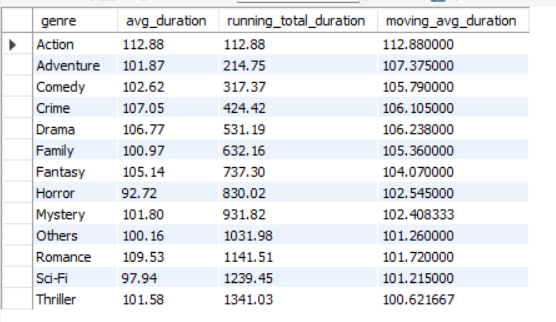 genre avg_duration running_total_duration moving_avg_duration
Action 112.88 112.88 112.880000
Adventure 101.87 214.75 107.375000
Comedy 102.62 317.37 105.790000
Crime 107.05 424.42 106.105000
Drama 106.77 531.19 106.238000
Family 100.97 632.16 105.360000
Fantasy 105.14 737.30 104.070000
Horror 92.72 830.02 102.545000
Mystery 101.80 931.82 102.408333
Others 100.16 1031.98 101.260000
Romance 109.53 1141.51 101.720000
Sci-Fi 97.94 1239.45 101.215000
Thriller 101.58 1341.03 100.621667